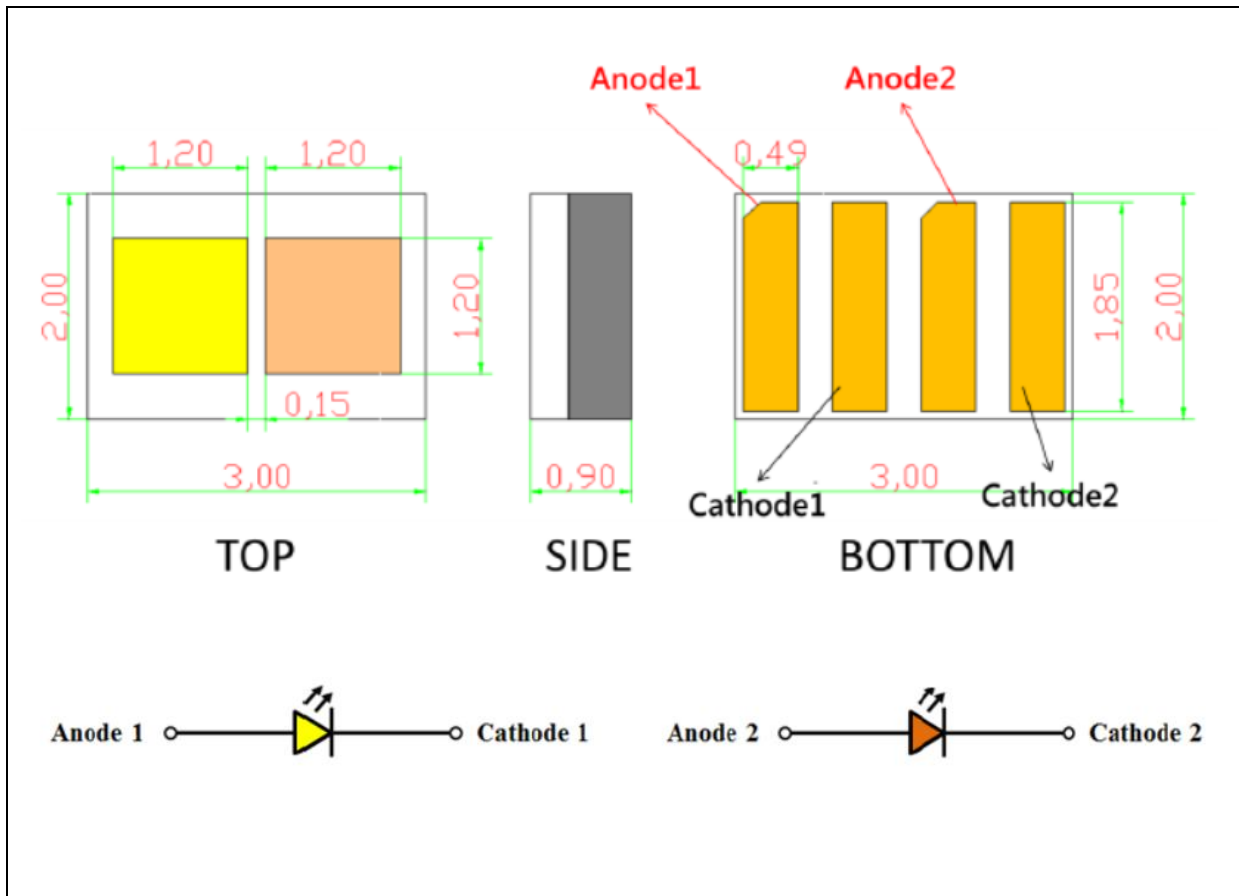 Anode1
Anode2
1,20
1,20
0,49
2,00
1,20
1,85
2,00
0,15
3,00
0,90
3,00
Cathode1
Cathode2
TOP
SIDE
BOTTOM
Anode 1
Cathode 1
Anode 2
Cathode 2